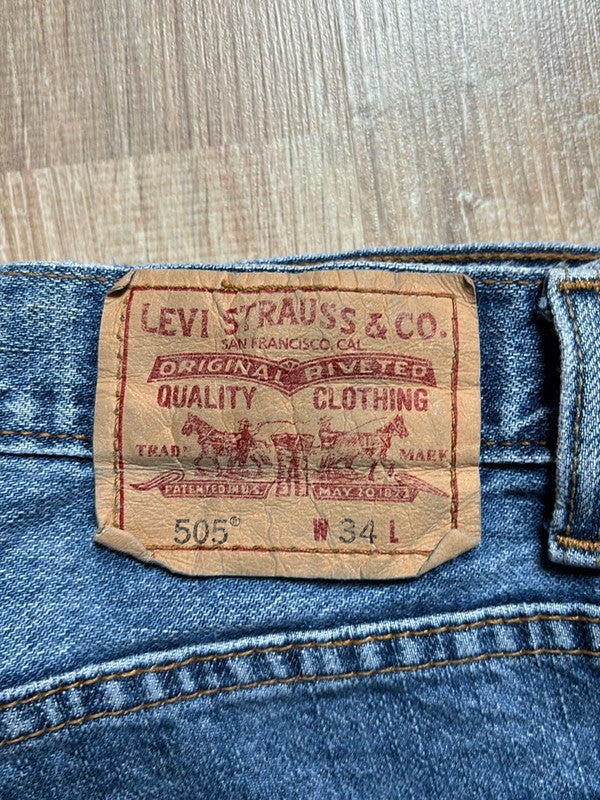 LEVI STRAUSS & CO.
SAN FRANCISCO, CAL.
ORIGINAL RIVETED
QUALITY CLOTHING
TRADE MARK
PATENTED IN U.S. MAY 20 1873
505® W 34 L